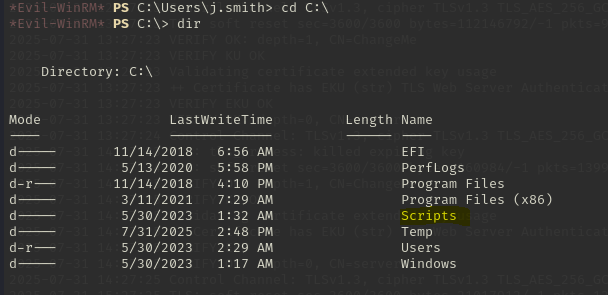 *Evil-WinRM* PS C:\Users\j.smith> cd C:\
*Evil-WinRM* PS C:\> dir
Directory: C:\
Mode LastWriteTime Length Name
---- ------------- ------ ----
d----- 11/14/2018 6:56 AM EFI
d----- 5/13/2020 5:58 PM PerfLogs
d-r--- 11/14/2018 4:10 PM Program Files
d----- 3/11/2021 7:29 AM Program Files (x86)
d----- 5/30/2023 1:32 AM Scripts
d----- 7/31/2025 2:48 PM Temp
d-r--- 5/30/2023 2:29 AM Users
d----- 5/30/2023 1:17 AM Windows